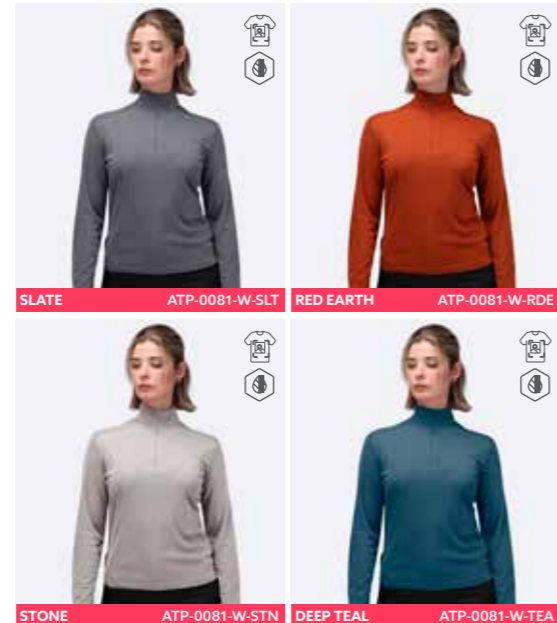 SLATE ATP-0081-W-SLT
RED EARTH ATP-0081-W-RDE
STONE ATP-0081-W-STN
DEEP TEAL ATP-0081-W-TEA